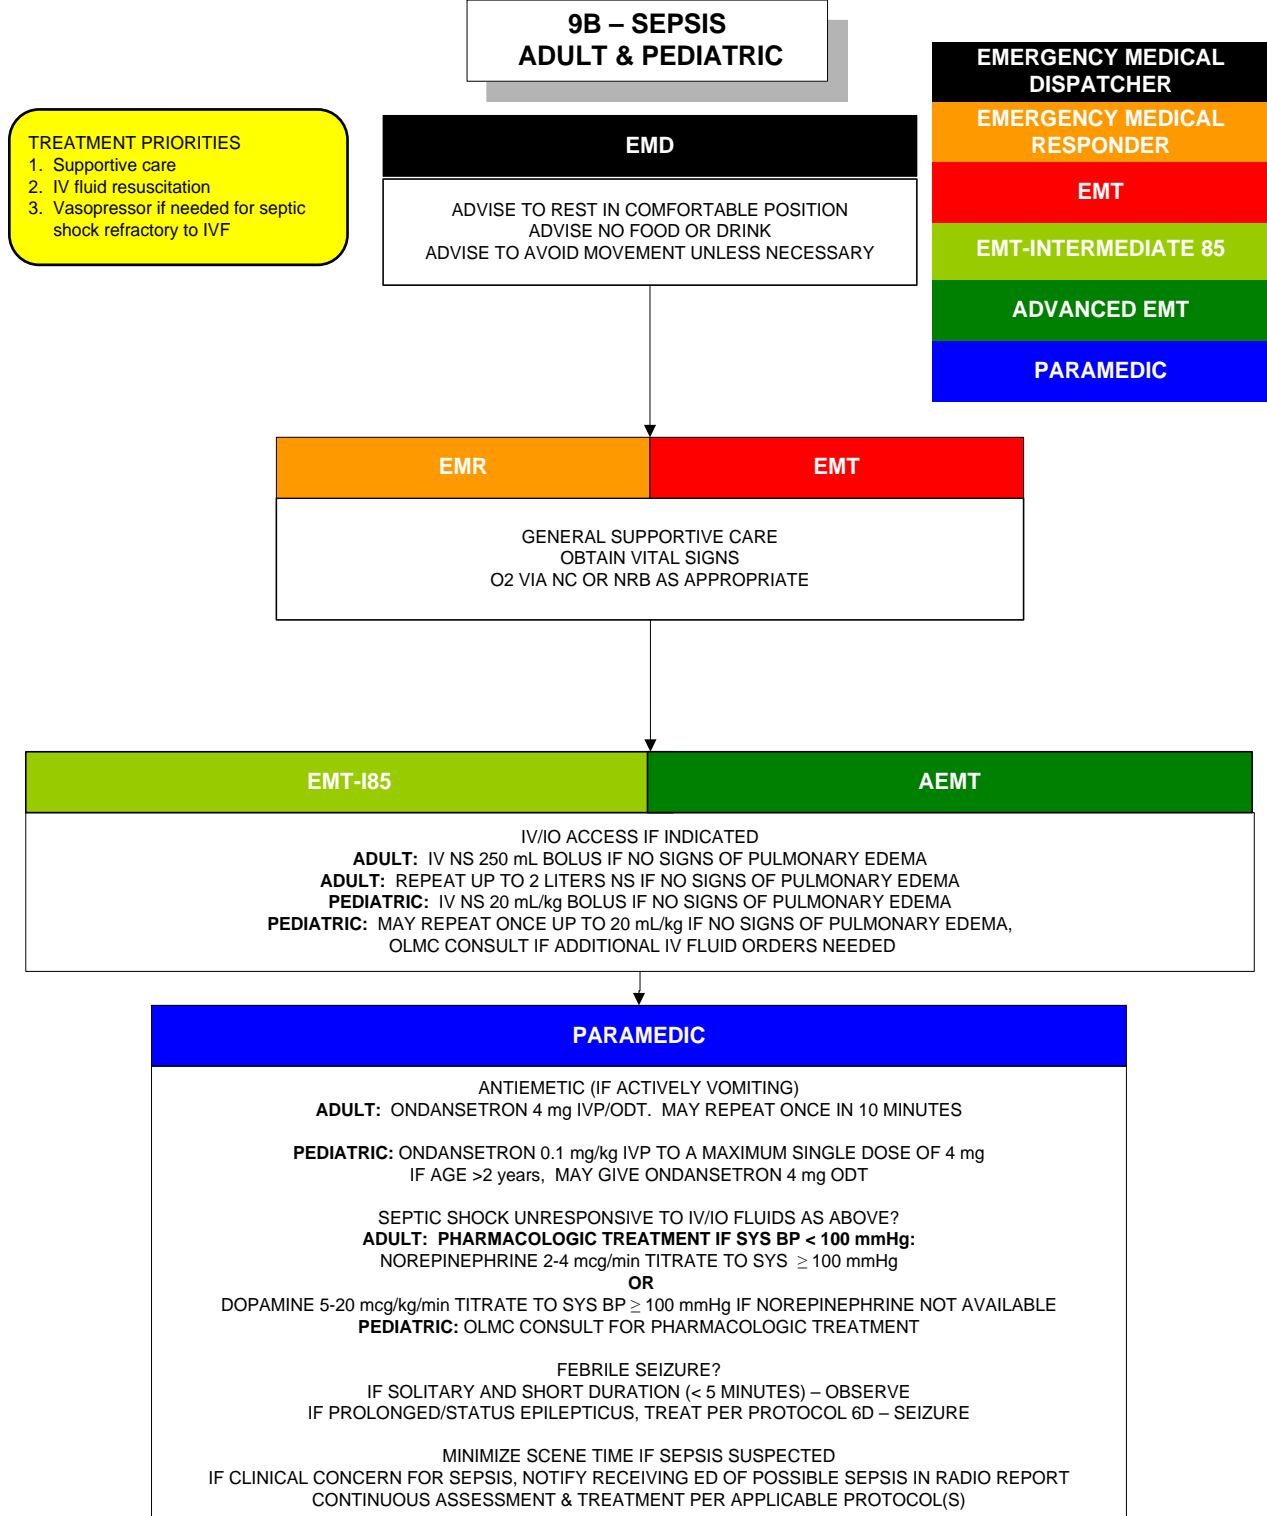 9B – SEPSIS
ADULT & PEDIATRIC
EMERGENCY MEDICAL
DISPATCHER
EMERGENCY MEDICAL
RESPONDER
EMT
EMT-INTERMEDIATE 85
ADVANCED EMT
PARAMEDIC
TREATMENT PRIORITIES
1. Supportive care
2. IV fluid resuscitation
3. Vasopressor if needed for septic
shock refractory to IVF
EMD
ADVISE TO REST IN COMFORTABLE POSITION
ADVISE NO FOOD OR DRINK
ADVISE TO AVOID MOVEMENT UNLESS NECESSARY
EMR
EMT
GENERAL SUPPORTIVE CARE
OBTAIN VITAL SIGNS
O2 VIA NC OR NRB AS APPROPRIATE
EMT-I85
AEMT
IV/IO ACCESS IF INDICATED
ADULT: IV NS 250 mL BOLUS IF NO SIGNS OF PULMONARY EDEMA
ADULT: REPEAT UP TO 2 LITERS NS IF NO SIGNS OF PULMONARY EDEMA
PEDIATRIC: IV NS 20 mL/kg BOLUS IF NO SIGNS OF PULMONARY EDEMA
PEDIATRIC: MAY REPEAT ONCE UP TO 20 mL/kg IF NO SIGNS OF PULMONARY EDEMA,
OLMC CONSULT IF ADDITIONAL IV FLUID ORDERS NEEDED
PARAMEDIC
ANTIEMETIC (IF ACTIVELY VOMITING)
ADULT: ONDANSETRON 4 mg IVP/ODT. MAY REPEAT ONCE IN 10 MINUTES
PEDIATRIC: ONDANSETRON 0.1 mg/kg IVP TO A MAXIMUM SINGLE DOSE OF 4 mg
IF AGE >2 years, MAY GIVE ONDANSETRON 4 mg ODT
SEPTIC SHOCK UNRESPONSIVE TO IV/IO FLUIDS AS ABOVE?
ADULT: PHARMACOLOGIC TREATMENT IF SYS BP < 100 mmHg:
NOREPINEPHRINE 2-4 mcg/min TITRATE TO SYS ≥ 100 mmHg
OR
DOPAMINE 5-20 mcg/kg/min TITRATE TO SYS BP ≥ 100 mmHg IF NOREPINEPHRINE NOT AVAILABLE
PEDIATRIC: OLMC CONSULT FOR PHARMACOLOGIC TREATMENT
FEBRILE SEIZURE?
IF SOLITARY AND SHORT DURATION (< 5 MINUTES) – OBSERVE
IF PROLONGED/STATUS EPILEPTICUS, TREAT PER PROTOCOL 6D – SEIZURE
MINIMIZE SCENE TIME IF SEPSIS SUSPECTED
IF CLINICAL CONCERN FOR SEPSIS, NOTIFY RECEIVING ED OF POSSIBLE SEPSIS IN RADIO REPORT
CONTINUOUS ASSESSMENT & TREATMENT PER APPLICABLE PROTOCOL(S)